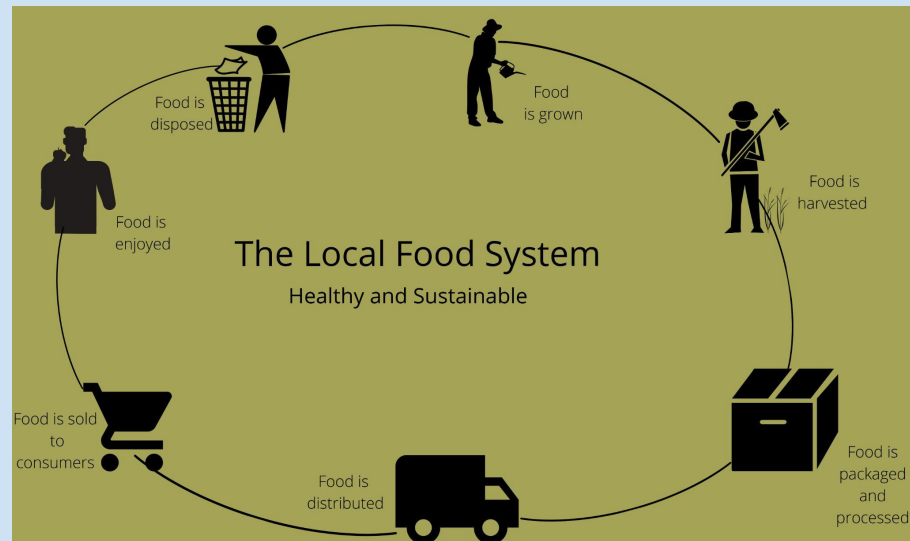 The Local Food System
Healthy and Sustainable
Food
is grown
Food is
harvested
Food is
packaged
and
processed
Food is
distributed
Food is sold
to
consumers
Food is
enjoyed
Food is
disposed